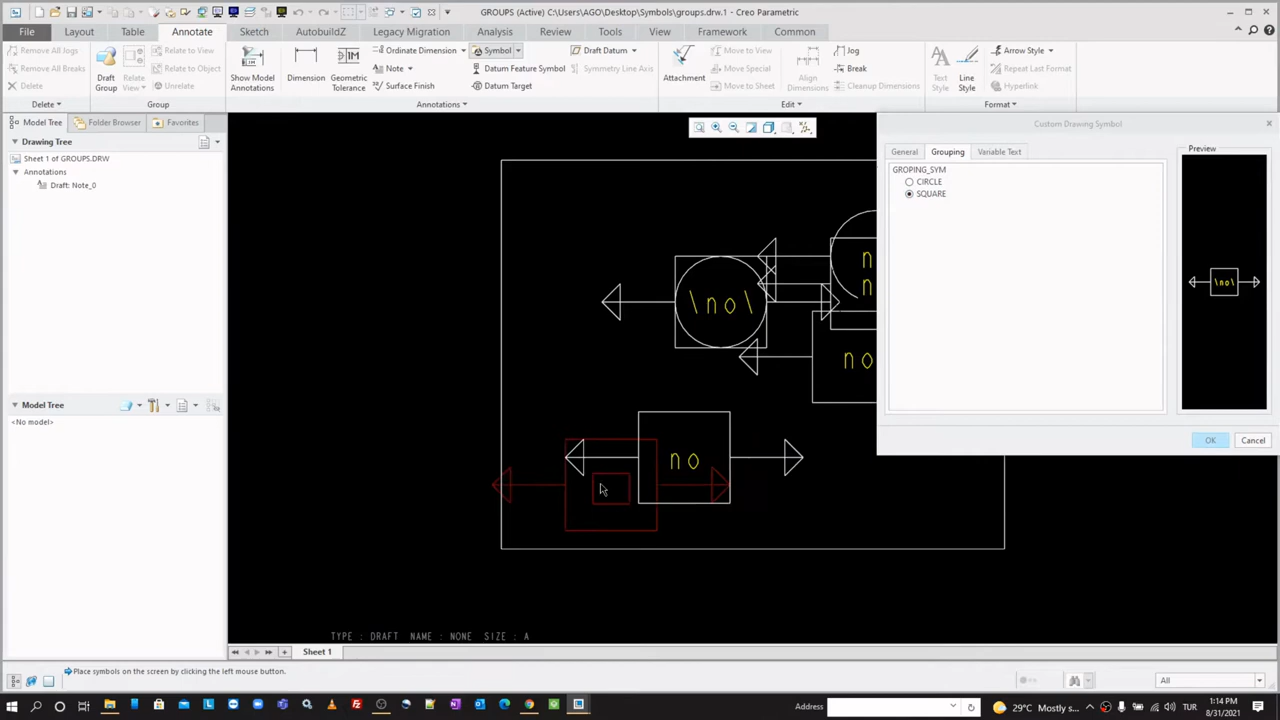 GROUPS (Active) C:\Users\AGO\Desktop\Symbols\groups.drw.1 - Creo Parametric
File Layout Table Annotate Sketch AutobuildZ Legacy Migration Analysis Review Tools View Framework Common
Remove All Jogs
Remove All Breaks
Delete
Delete
Draft Group
Relate View
Relate to View
Relate to Object
Unrelate
Group
Show Model Annotations
Dimension
Geometric Tolerance
Ordinate Dimension
Note
Surface Finish
Symbol
Datum Feature Symbol
Datum Target
Draft Datum
Symmetry Line Axis
Annotations
Attachment
Move to View
Move Special
Move to Sheet
Align Dimensions
Jog
Break
Cleanup Dimensions
Edit
Text Style
Line Style
Arrow Style
Repeat Last Format
Hyperlink
Format
Model Tree Folder Browser Favorites
Drawing Tree
Sheet 1 of GROUPS.DRW
Annotations
Draft: Note_0
Model Tree
<No model>
Custom Drawing Symbol
General Grouping Variable Text
GROPING_SYM
CIRCLE
SQUARE
Preview
\no\
OK Cancel
\no\
n
n
no
no
TYPE : DRAFT NAME : NONE SIZE : A
Sheet 1
Place symbols on the screen by clicking the left mouse button.
All
Address
29°C Mostly s...
TUR
1:14 PM
8/31/2021